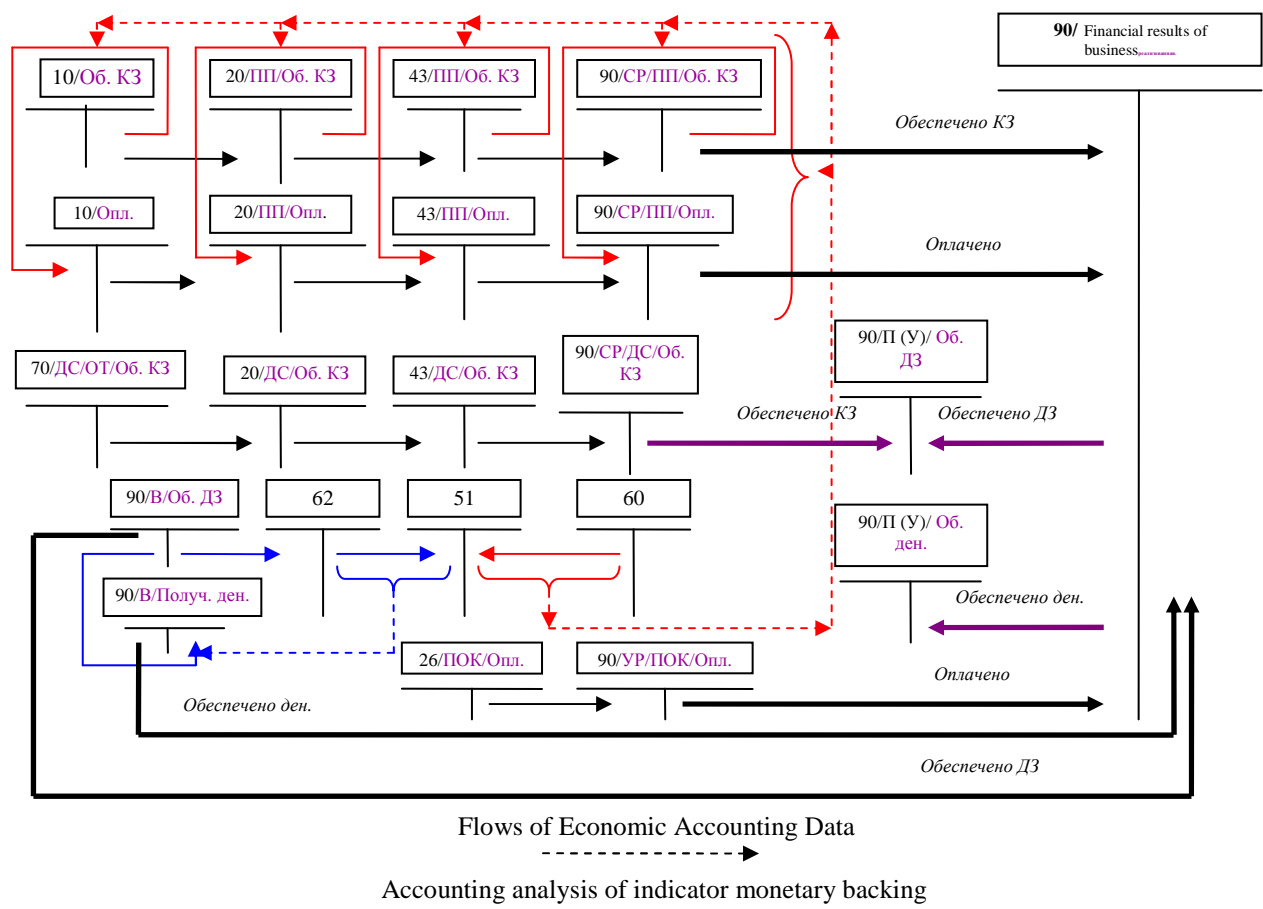 90/ Financial results of
business
10/Об. КЗ
20/ПП/Об. КЗ
43/ПП/Об. КЗ
90/СР/ПП/Об. КЗ
Обеспечено КЗ
10/Опл.
20/ПП/Опл.
43/ПП/Опл.
90/СР/ПП/Опл.
Оплачено
70/ДС/ОТ/Об. КЗ
20/ДС/Об. КЗ
43/ДС/Об. КЗ
90/СР/ДС/Об.
КЗ
90/П (У)/ Об.
ДЗ
Обеспечено КЗ
Обеспечено ДЗ
90/В/Об. ДЗ
62
51
60
90/П (У)/ Об.
ден.
90/В/Получ. ден.
Обеспечено ден.
26/ПОК/Опл.
90/УР/ПОК/Опл.
Оплачено
Обеспечено ден.
Обеспечено ДЗ
Flows of Economic Accounting Data
Accounting analysis of indicator monetary backing